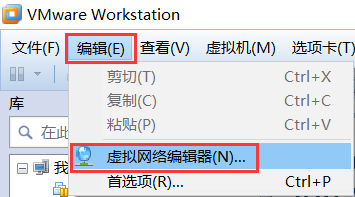 VMware Workstation
文件(F) 编辑(E) 查看(V) 虚拟机(M) 选项卡(T)
剪切(T) Ctrl+X
库
复制(C) Ctrl+C
在此
粘贴(P) Ctrl+V
虚拟网络编辑器(N)...
我
首选项(R)... Ctrl+P